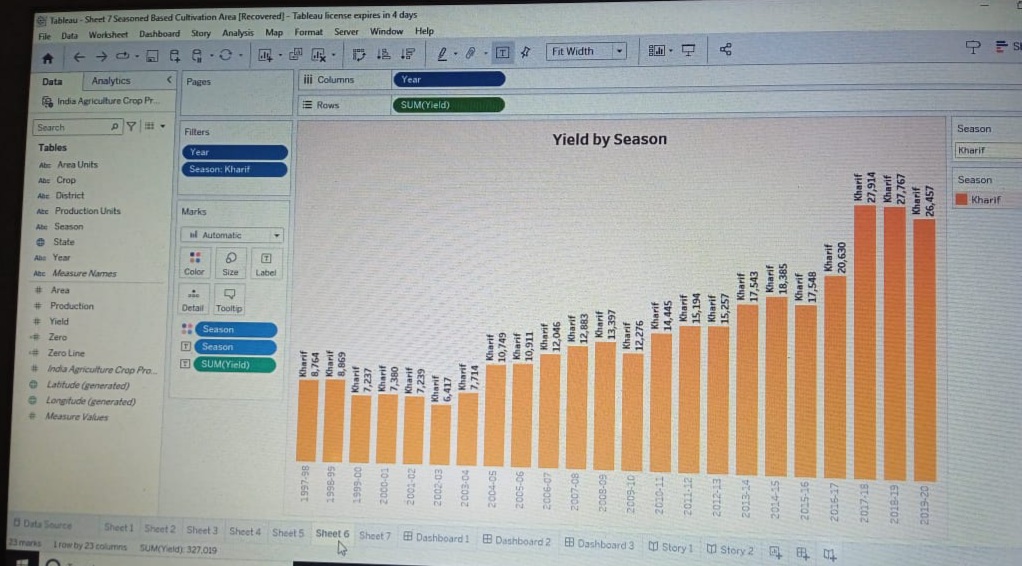 Tableau - Sheet 7 Seasoned Based Cultivation Area [Recovered] - Tableau license expires in 4 days
File Data Worksheet Dashboard Story Analysis Map Format Server Window Help
Fit Width
Data Analytics
India Agriculture Crop Pr...
Search
Tables
Abc Area Units
Abc Crop
Abc District
Abc Production Units
Abc Season
State
Abc Year
Abc Measure Names
# Area
# Production
# Yield
=# Zero
=# Zero Line
# India Agriculture Crop Pro...
Latitude (generated)
Longitude (generated)
# Measure Values
Pages
Filters
Year
Season: Kharif
Marks
Automatic
Color Size Label
Detail Tooltip
Season
Season
SUM(Yield)
Columns Year
Rows SUM(Yield)
Yield by Season
Kharif 8,764
Kharif 8,869
Kharif 7,237
Kharif 7,380
Kharif 7,239
Kharif 6,417
Kharif 7,714
Kharif 10,749
Kharif 10,911
Kharif 12,046
Kharif 12,883
Kharif 13,397
Kharif 12,276
Kharif 14,445
Kharif 15,194
Kharif 15,257
Kharif 17,543
Kharif 18,385
Kharif 17,548
Kharif 20,630
Kharif 27,914
Kharif 27,767
Kharif 26,457
1997-98
1998-99
1999-00
2000-01
2001-02
2002-03
2003-04
2004-05
2005-06
2006-07
2007-08
2008-09
2009-10
2010-11
2011-12
2012-13
2013-14
2014-15
2015-16
2016-17
2017-18
2018-19
2019-20
Season
Kharif
Season
Kharif
Data Source Sheet 1 Sheet 2 Sheet 3 Sheet 4 Sheet 5 Sheet 6 Sheet 7 Dashboard 1 Dashboard 2 Dashboard 3 Story 1 Story 2
23 marks 1 row by 23 columns SUM(Yield): 327,019